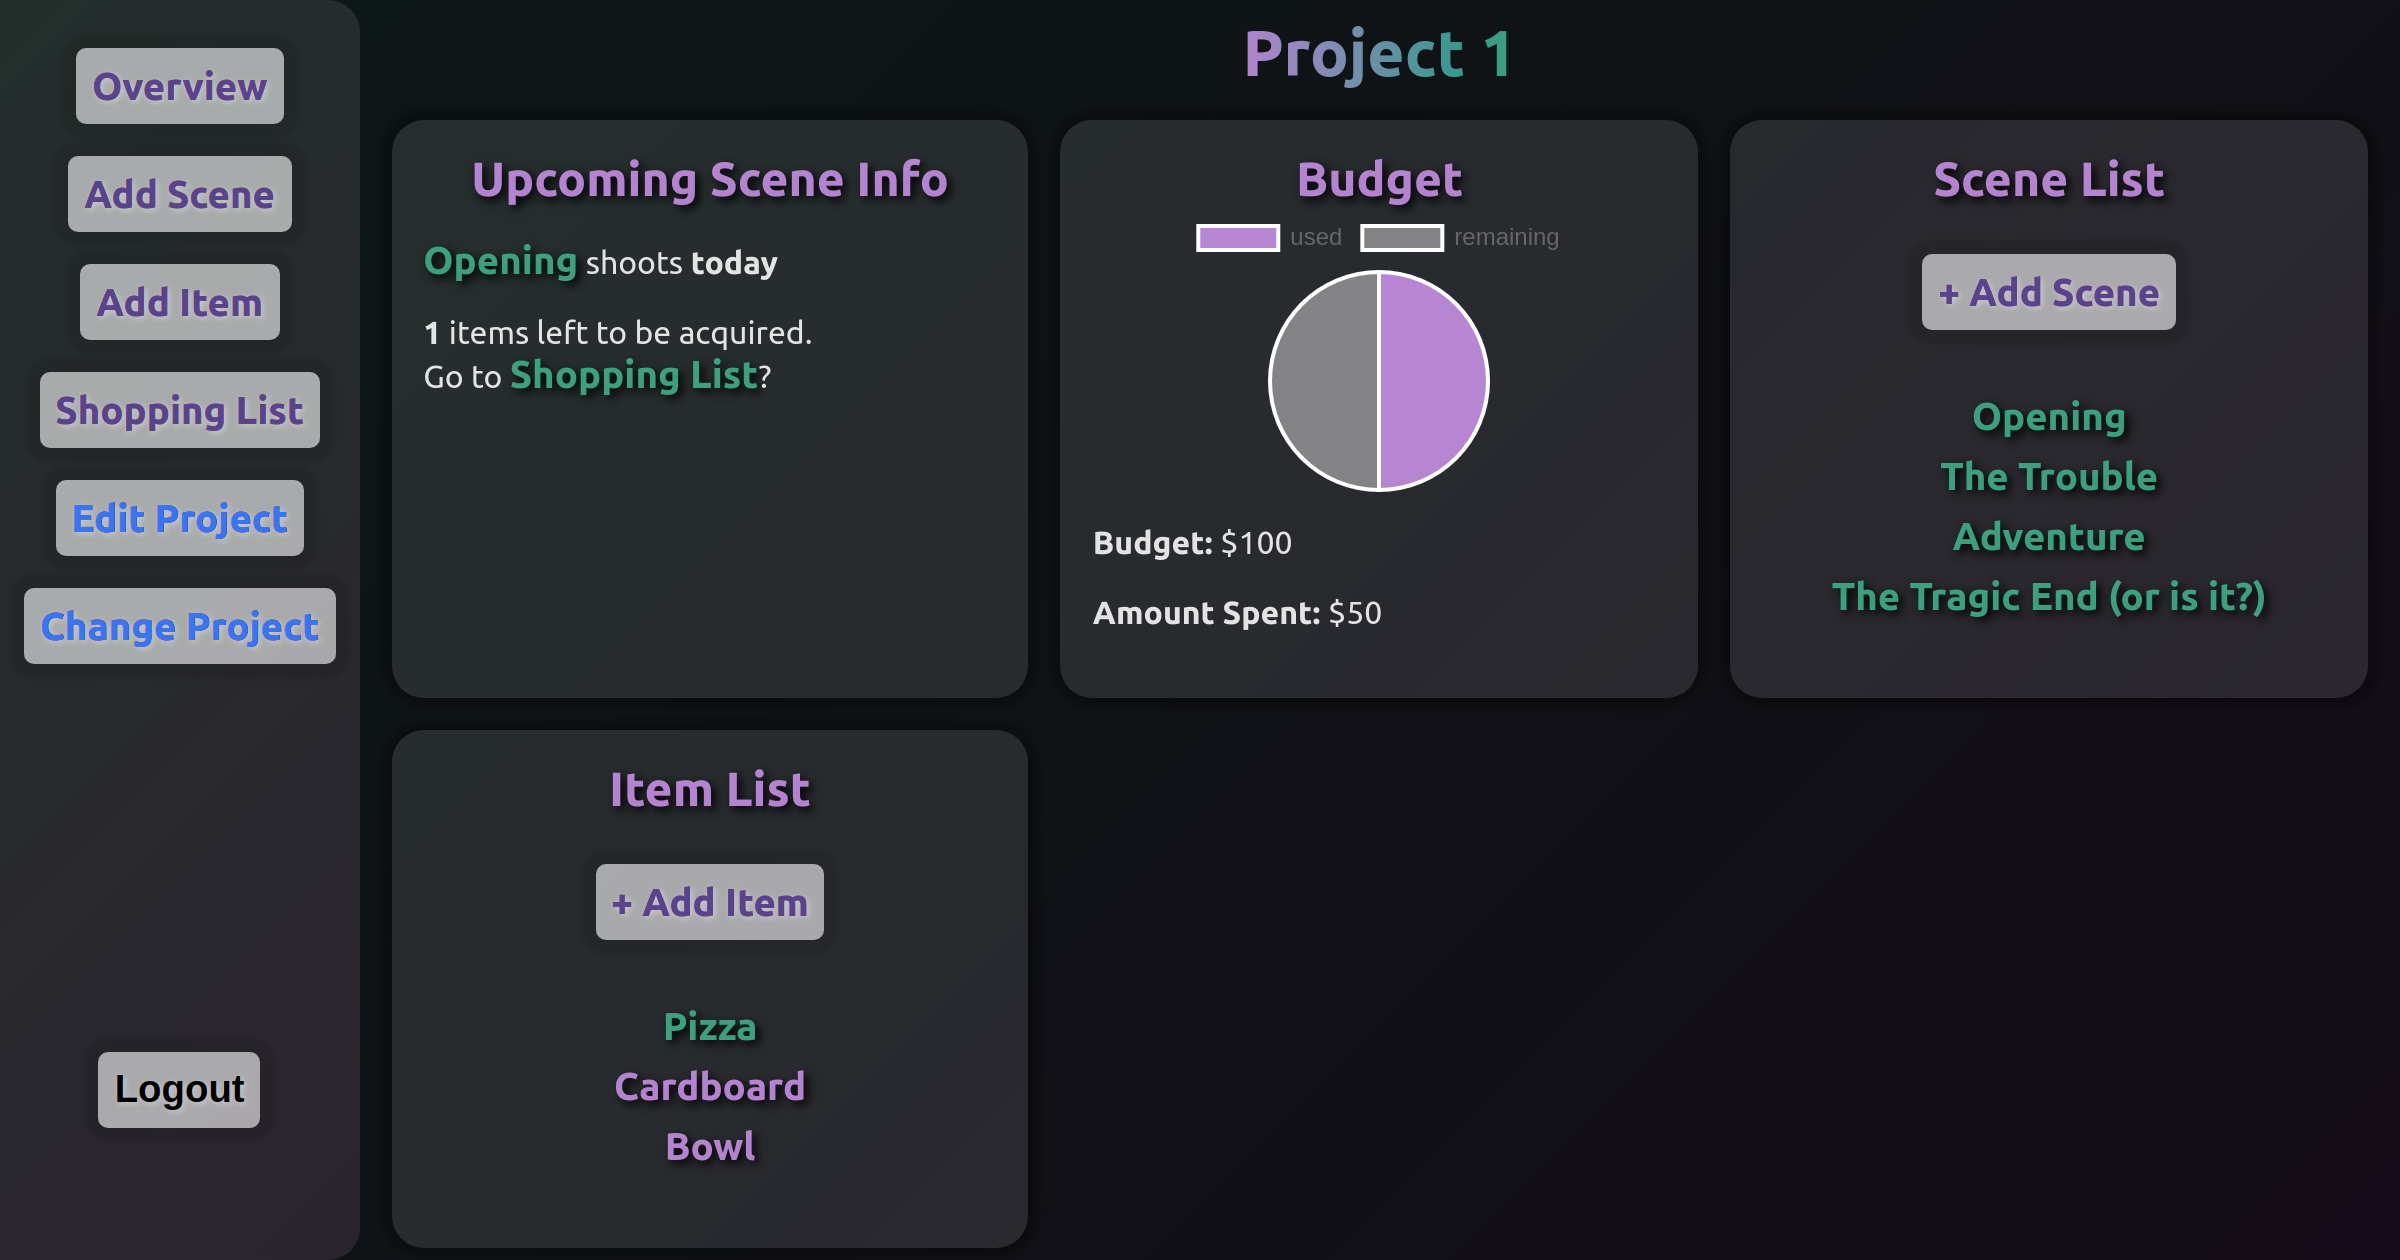 Overview
Add Scene
Add Item
Shopping List
Edit Project
Change Project
Logout
Project 1
Upcoming Scene Info
Opening shoots today
1 items left to be acquired.
Go to Shopping List?
Budget
used remaining
Budget: $100
Amount Spent: $50
Scene List
+ Add Scene
Opening
The Trouble
Adventure
The Tragic End (or is it?)
Item List
+ Add Item
Pizza
Cardboard
Bowl